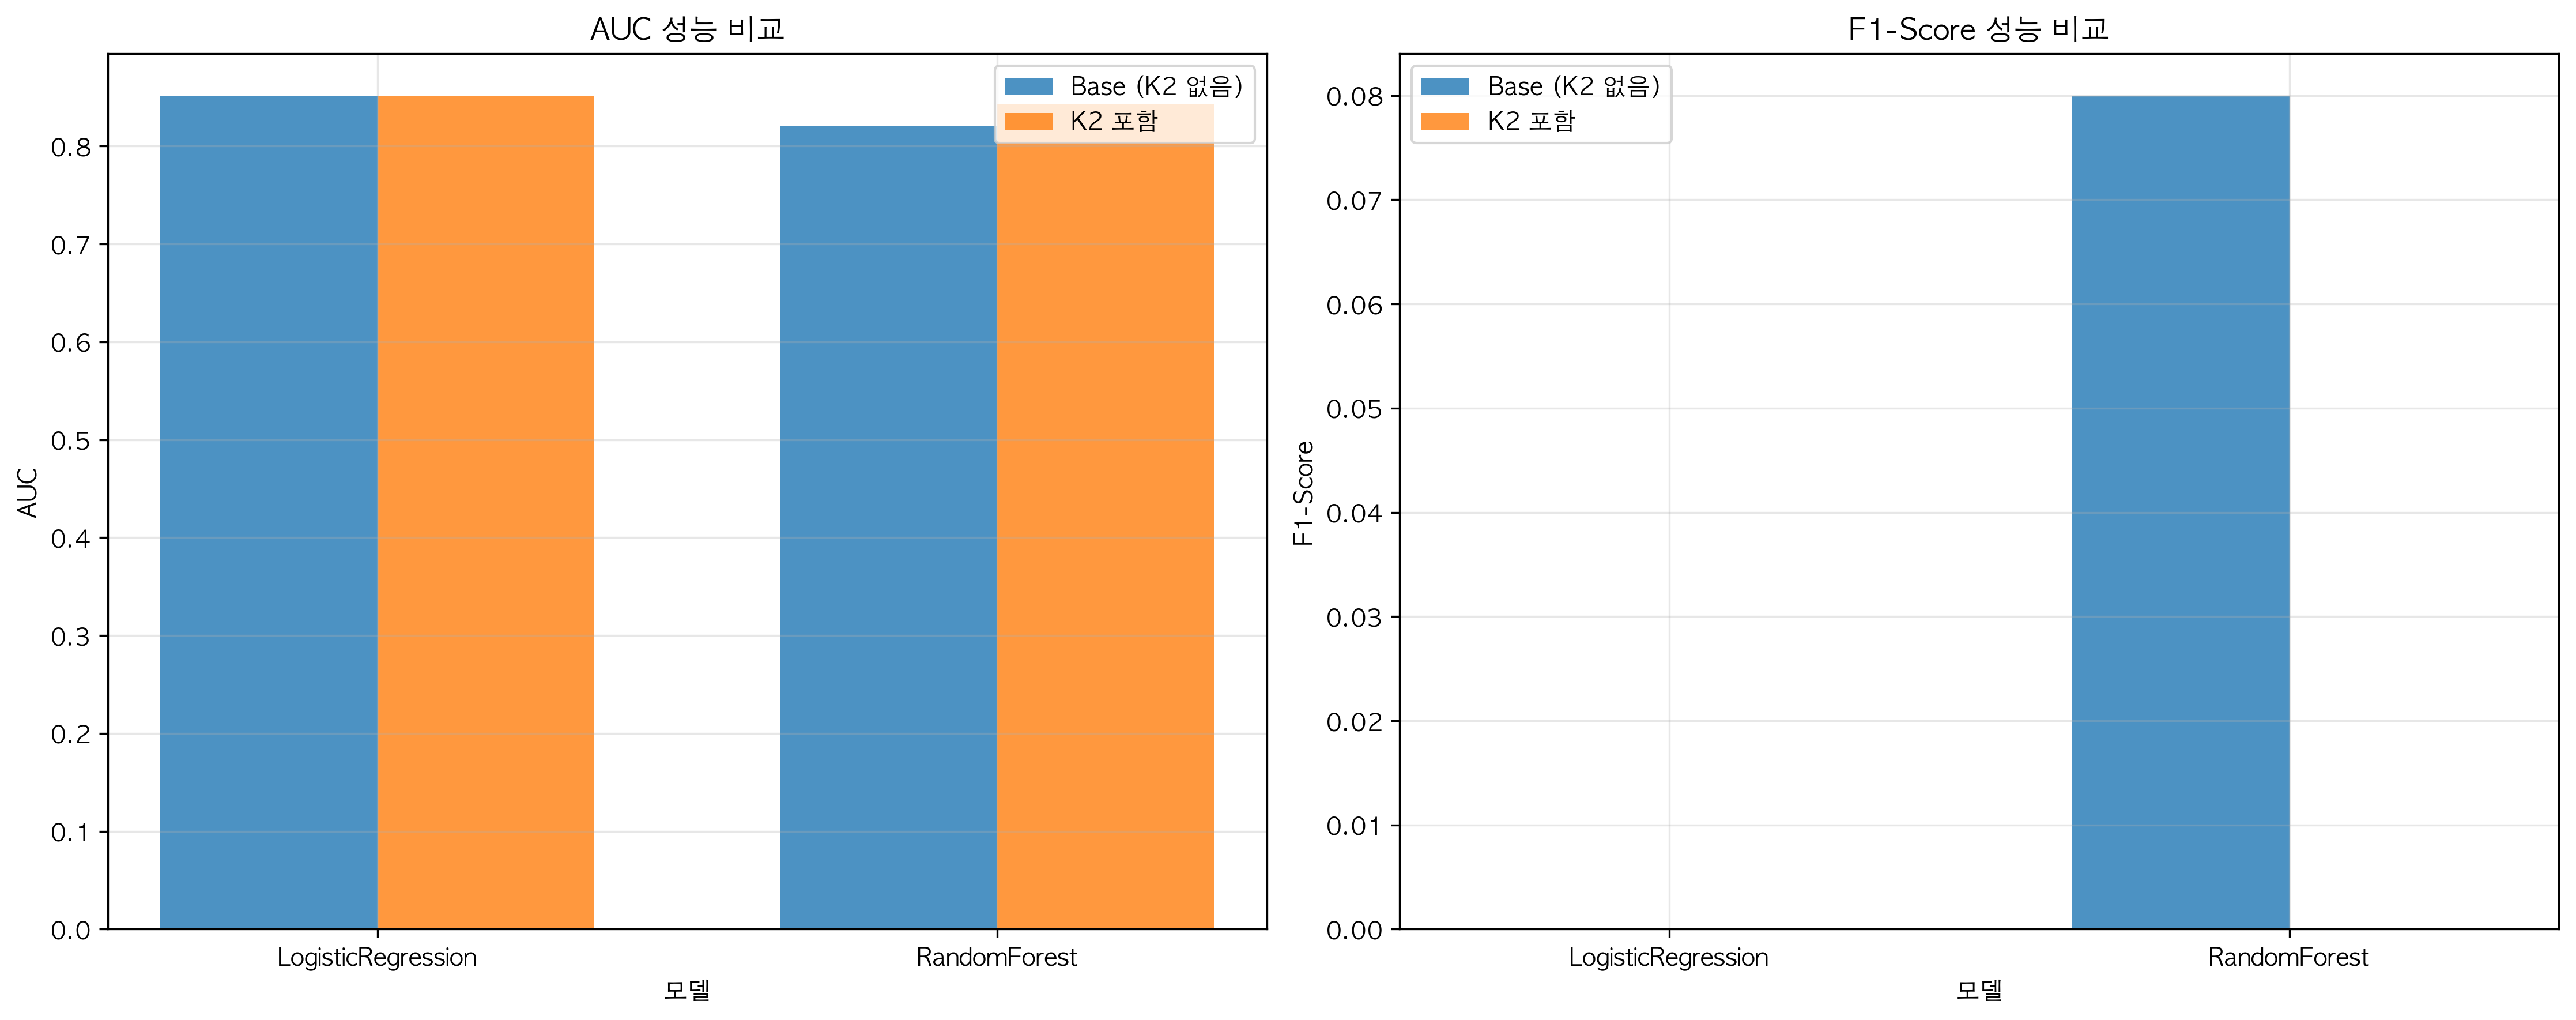 AUC 성능 비교
Base (K2 없음)
K2 포함
0.8
0.7
0.6
0.5
0.4
0.3
0.2
0.1
0.0
AUC
LogisticRegression
RandomForest
모델
F1-Score 성능 비교
Base (K2 없음)
K2 포함
0.08
0.07
0.06
0.05
0.04
0.03
0.02
0.01
0.00
F1-Score
LogisticRegression
RandomForest
모델